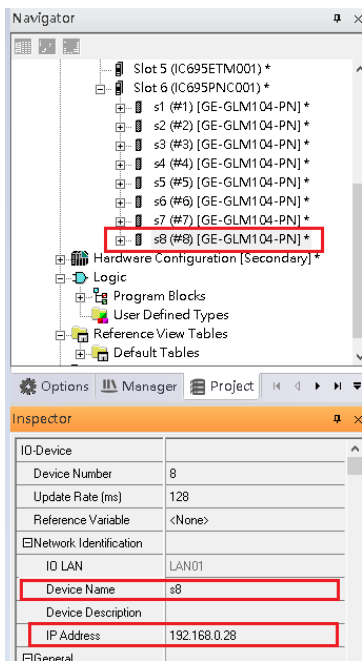 Navigator
Slot 5 (IC695ETM001) *
Slot 6 (IC695PNC001) *
s1 (#1) [GE-GLM104-PN] *
s2 (#2) [GE-GLM104-PN] *
s3 (#3) [GE-GLM104-PN] *
s4 (#4) [GE-GLM104-PN] *
s5 (#5) [GE-GLM104-PN] *
s6 (#6) [GE-GLM104-PN] *
s7 (#7) [GE-GLM104-PN] *
s8 (#8) [GE-GLM104-PN] *
Hardware Configuration [Secondary] *
Logic
Program Blocks
User Defined Types
Reference View Tables
Default Tables
Options Manager Project
Inspector
IO-Device
Device Number 8
Update Rate (ms) 128
Reference Variable <None>
Network Identification
IO LAN LAN01
Device Name s8
Device Description
IP Address 192.168.0.28
General